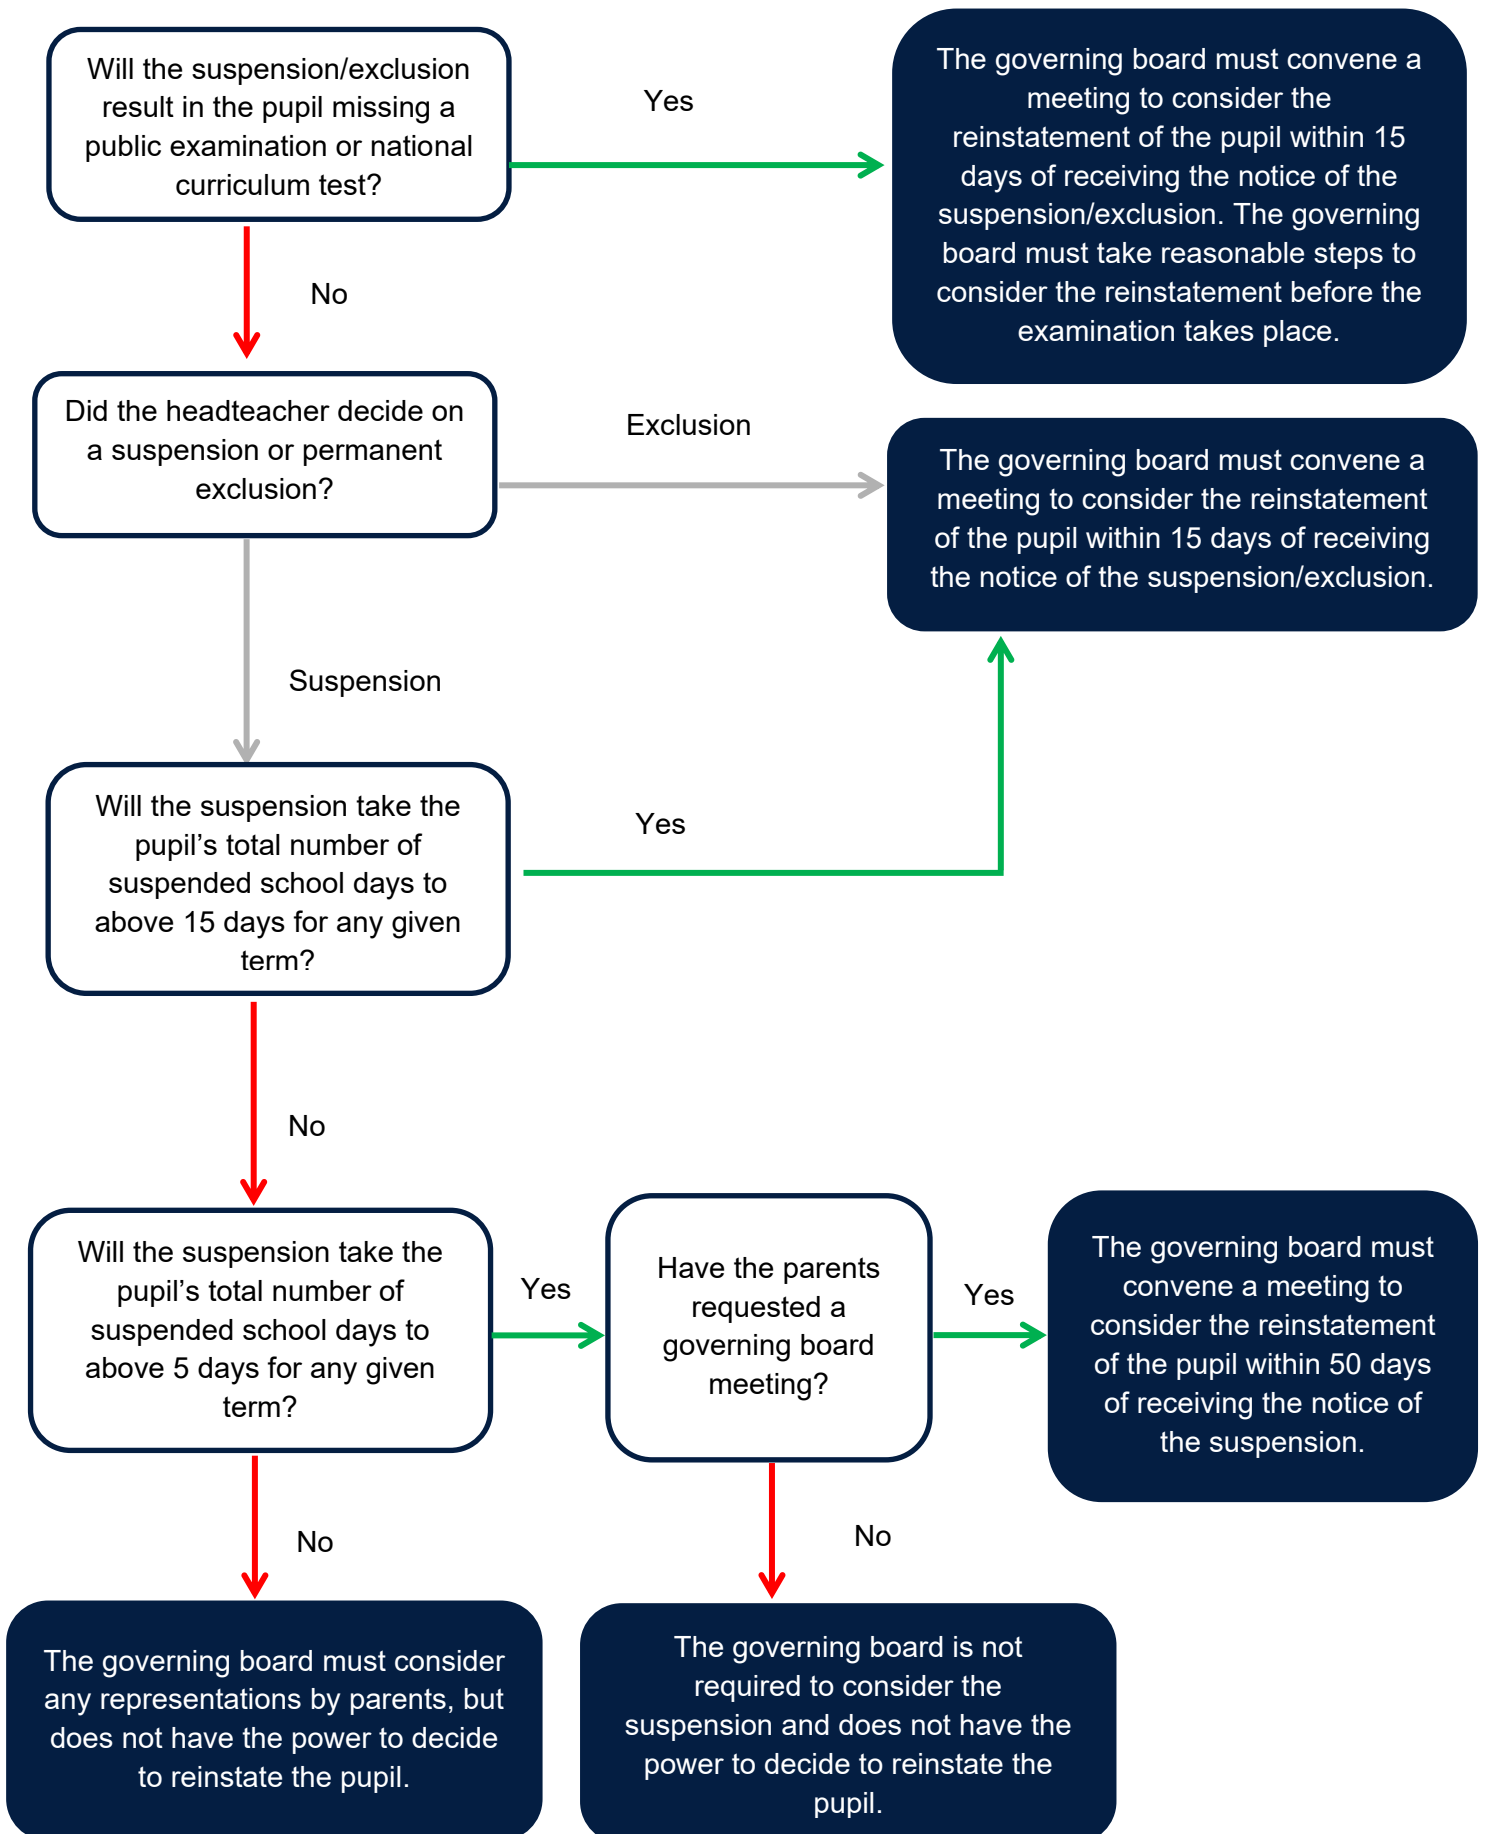 Will the suspension/exclusion
result in the pupil missing a
public examination or national
curriculum test?
Yes
The governing board must convene a
meeting to consider the
reinstatement of the pupil within 15
days of receiving the notice of the
suspension/exclusion. The governing
board must take reasonable steps to
consider the reinstatement before the
examination takes place.
No
Did the headteacher decide on
a suspension or permanent
exclusion?
Exclusion
The governing board must convene a
meeting to consider the reinstatement
of the pupil within 15 days of receiving
the notice of the suspension/exclusion.
Suspension
Will the suspension take the
pupil’s total number of
suspended school days to
above 15 days for any given
term?
Yes
No
Will the suspension take the
pupil’s total number of
suspended school days to
above 5 days for any given
term?
Yes
Have the parents
requested a
governing board
meeting?
Yes
The governing board must
convene a meeting to
consider the reinstatement
of the pupil within 50 days
of receiving the notice of
the suspension.
No
No
The governing board must consider
any representations by parents, but
does not have the power to decide
to reinstate the pupil.
The governing board is not
required to consider the
suspension and does not have the
power to decide to reinstate the
pupil.